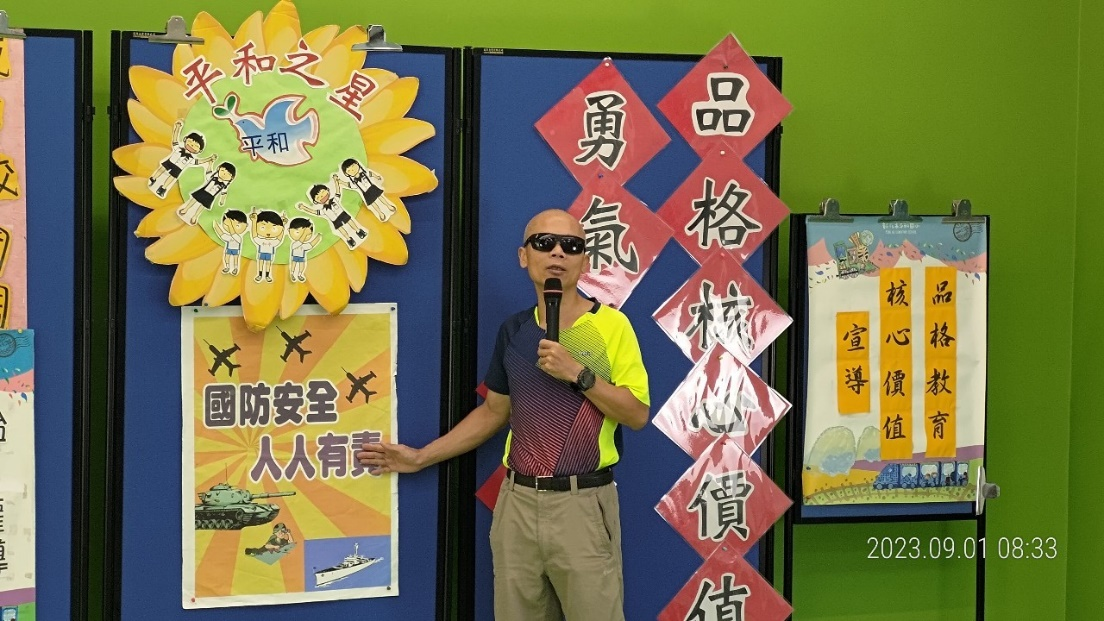 平和之星
平和
國防安全
人人有責
勇氣
品格核心價值
品格教育
核心價值
宣導
2023.09.01 08:33